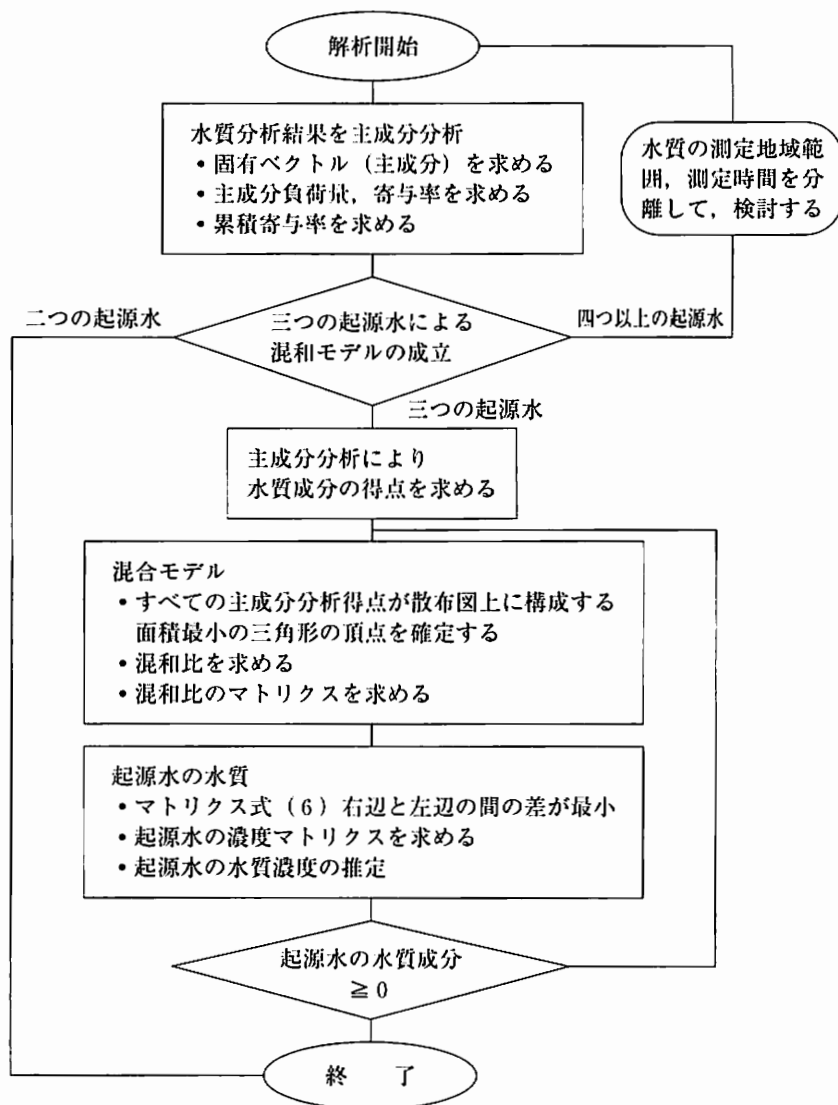 解析開始
水質分析結果を主成分分析
• 固有ベクトル（主成分）を求める
• 主成分負荷量，寄与率を求める
• 累積寄与率を求める
水質の測定地域範
囲，測定時間を分
離して，検討する
二つの起源水
三つの起源水による
混和モデルの成立
四つ以上の起源水
三つの起源水
主成分分析により
水質成分の得点を求める
混合モデル
• すべての主成分分析得点が散布図上に構成する
面積最小の三角形の頂点を確定する
• 混和比を求める
• 混和比のマトリクスを求める
起源水の水質
• マトリクス式（6）右辺と左辺の間の差が最小
• 起源水の濃度マトリクスを求める
• 起源水の水質濃度の推定
起源水の水質成分
≧ 0
終 了